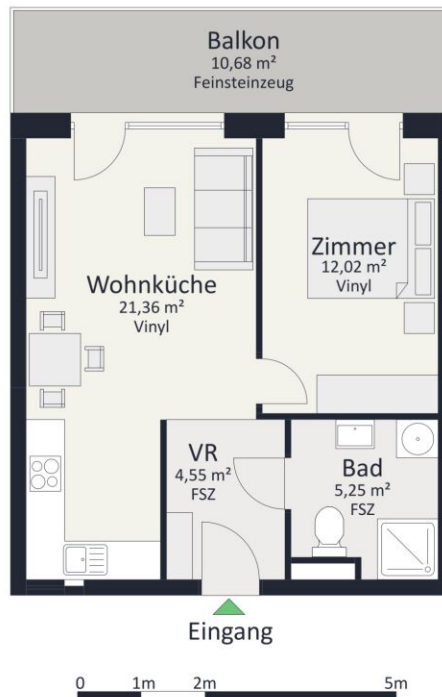 Balkon
10,68 m²
Feinsteinzeug
Zimmer
12,02 m²
Vinyl
Wohnküche
21,36 m²
Vinyl
VR
4,55 m²
FSZ
Bad
5,25 m²
FSZ
Eingang
0 1m 2m 5m